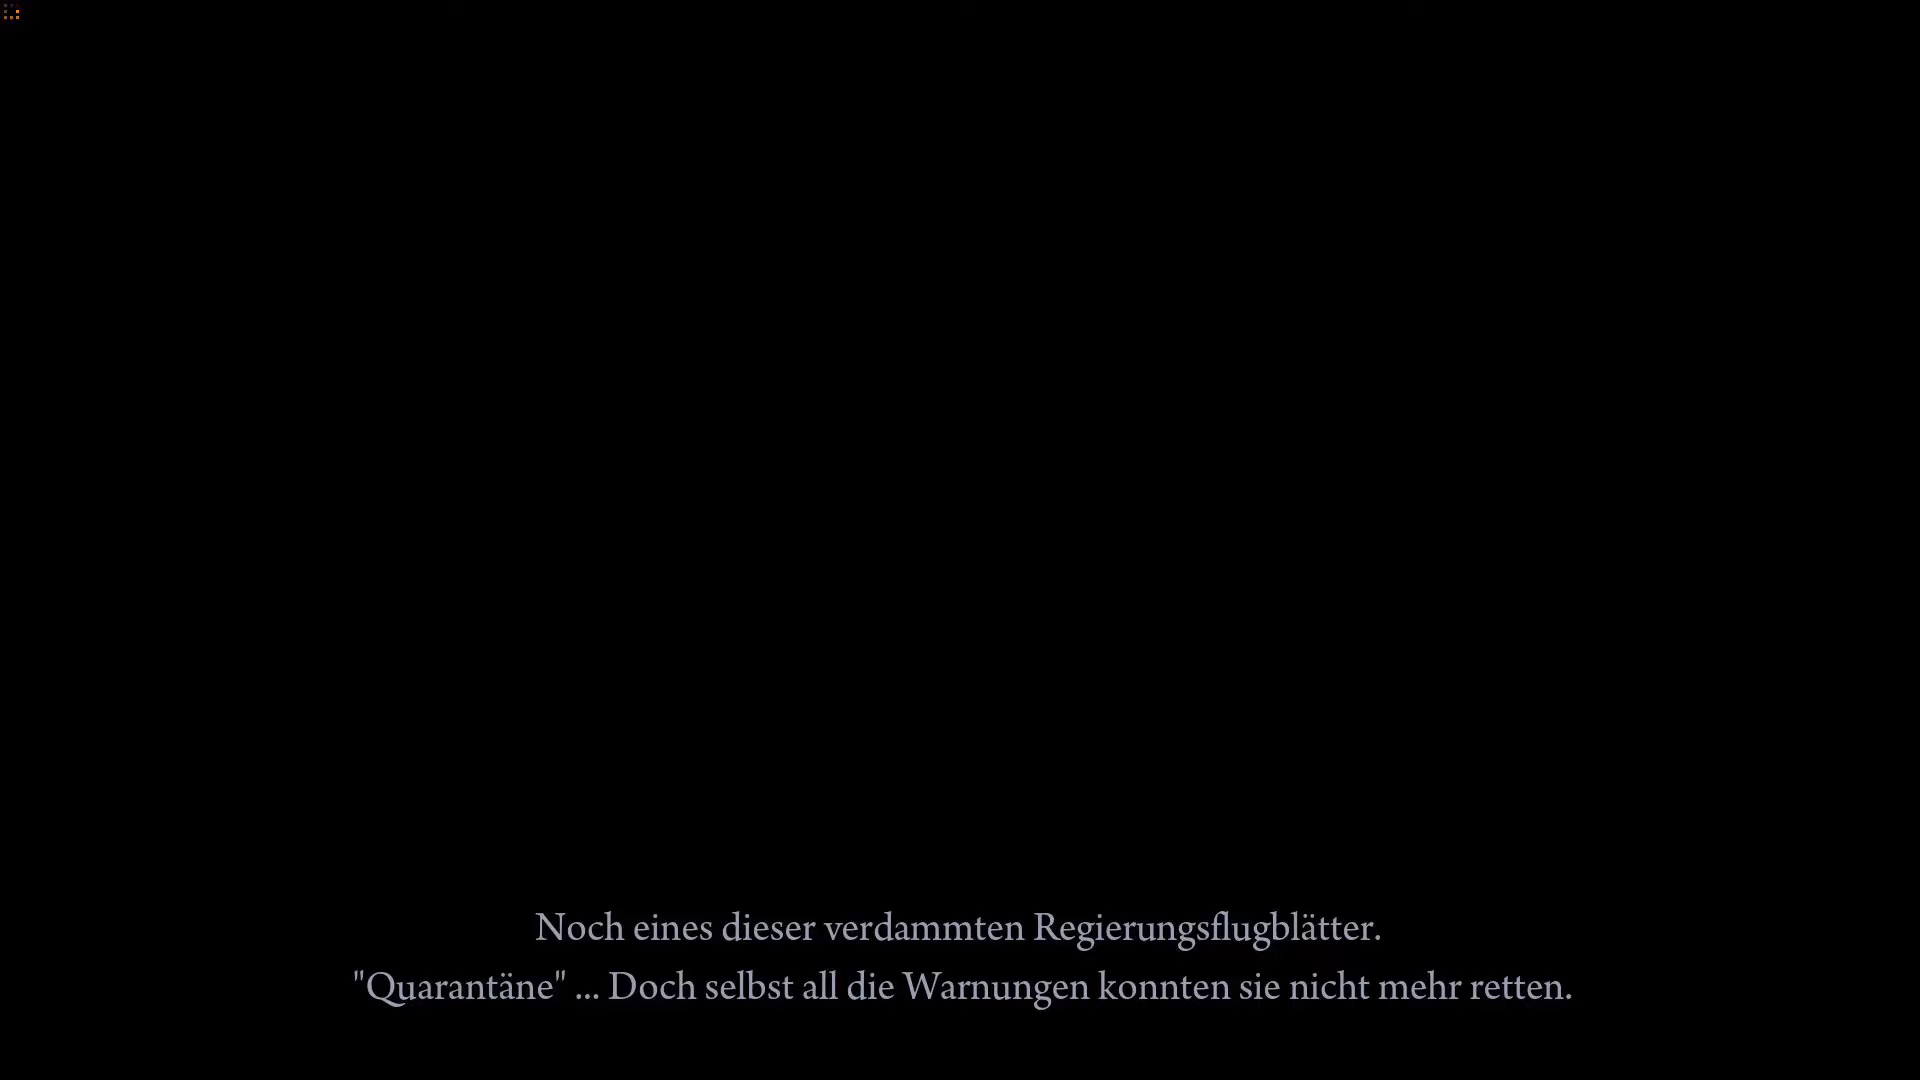 Noch eines dieser verdammten Regierungsflugblätter.
"Quarantäne" ... Doch selbst all die Warnungen konnten sie nicht mehr retten.